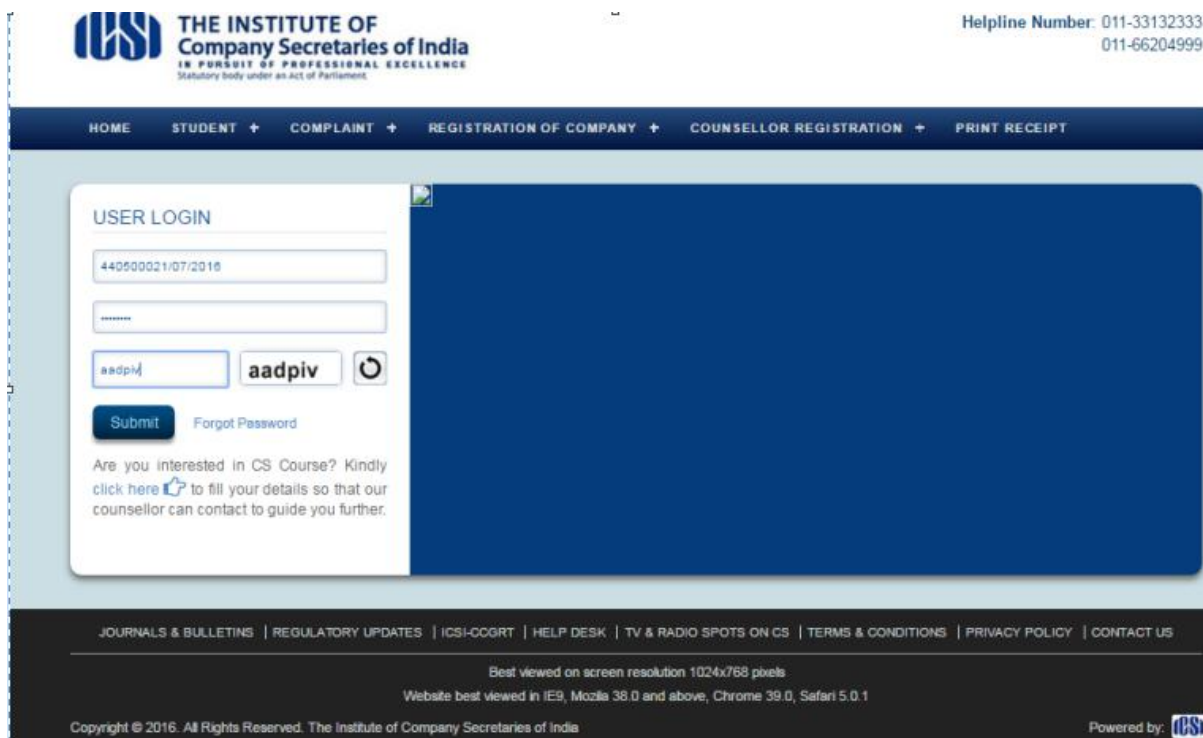 ICSI
THE INSTITUTE OF
Company Secretaries of India
IN PURSUIT OF PROFESSIONAL EXCELLENCE
Statutory body under an Act of Parliament
Helpline Number: 011-33132333
011-66204999
HOME STUDENT + COMPLAINT + REGISTRATION OF COMPANY + COUNSELLOR REGISTRATION + PRINT RECEIPT
USER LOGIN
440500021/07/2016
aadpiv aadpiv
Submit Forgot Password
Are you interested in CS Course? Kindly
click here to fill your details so that our
counsellor can contact to guide you further.
JOURNALS & BULLETINS | REGULATORY UPDATES | ICSI-CCGRT | HELP DESK | TV & RADIO SPOTS ON CS | TERMS & CONDITIONS | PRIVACY POLICY | CONTACT US
Best viewed on screen resolution 1024x768 pixels
Website best viewed in IE9, Mozilla 38.0 and above, Chrome 39.0, Safari 5.0.1
Copyright © 2016. All Rights Reserved. The Institute of Company Secretaries of India
Powered by: ICSI